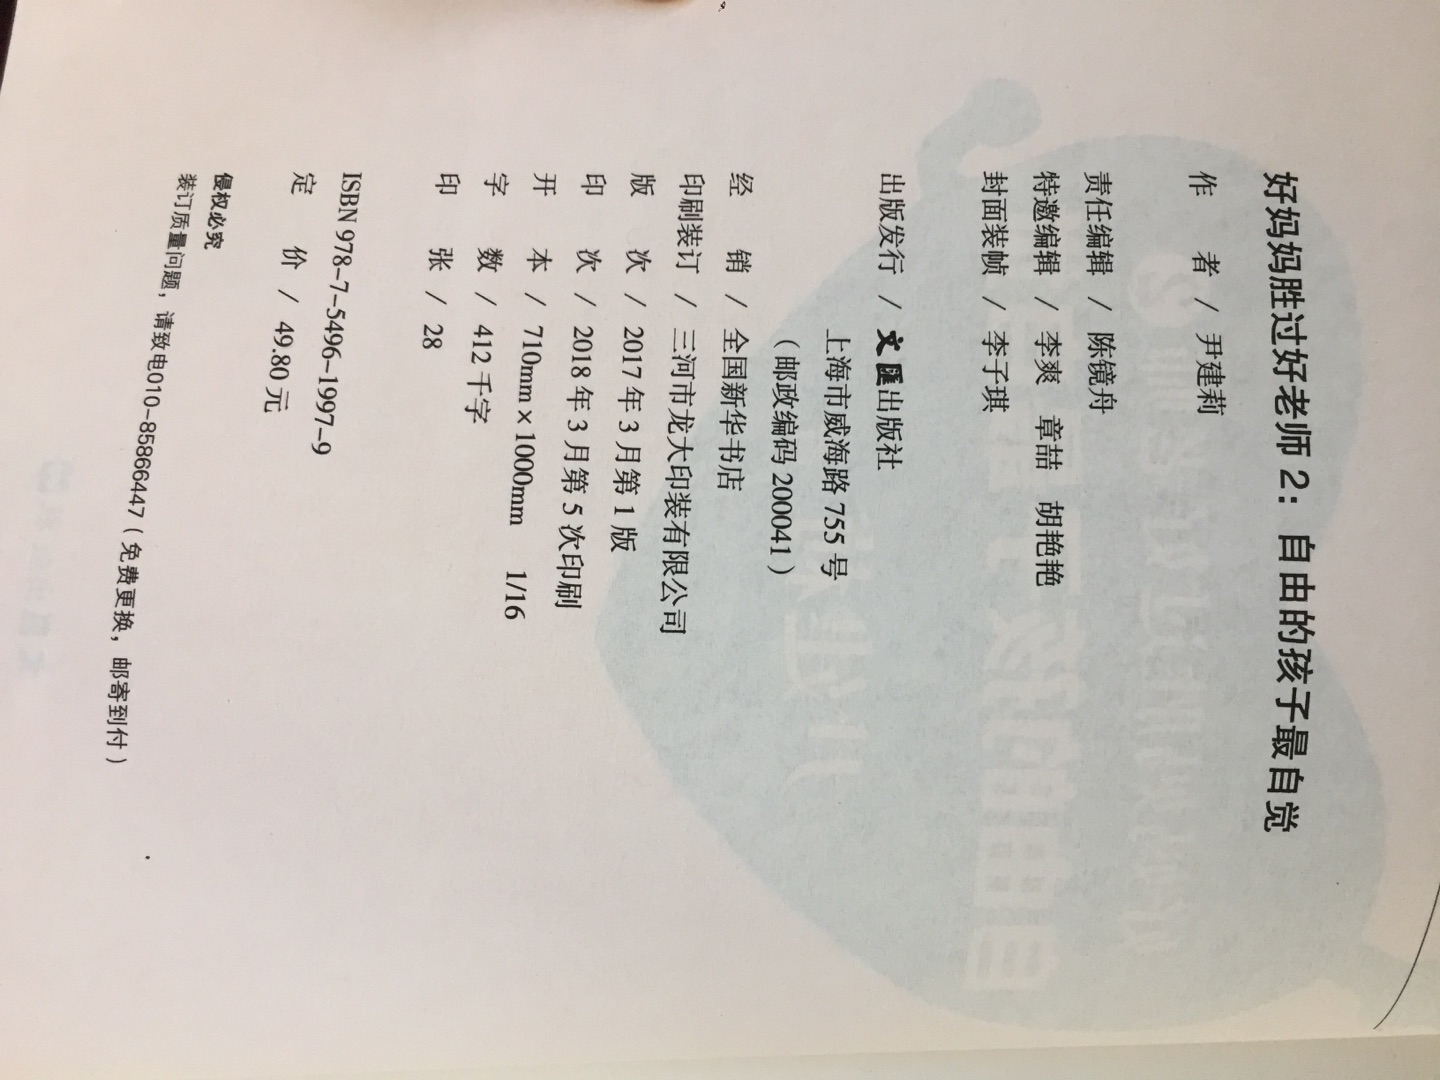 好妈妈胜过好老师 2：自由的孩子最自觉
作 者 / 尹建莉
责任编辑 / 陈镜舟
特邀编辑 / 李爽 章喆 胡艳艳
封面装帧 / 李子琪
出版发行 / 文匯出版社
上海市威海路 755 号
（邮政编码 200041）
经 销 / 全国新华书店
印刷装订 / 三河市龙大印装有限公司
版 次 / 2017 年 3 月第 1 版
印 次 / 2018 年 3 月第 5 次印刷
开 本 / 710mm × 1000mm 1/16
字 数 / 412 千字
印 张 / 28
ISBN 978-7-5496-1997-9
定 价 / 49.80 元
侵权必究
装订质量问题，请致电010-85866447（免费更换，邮寄到付）